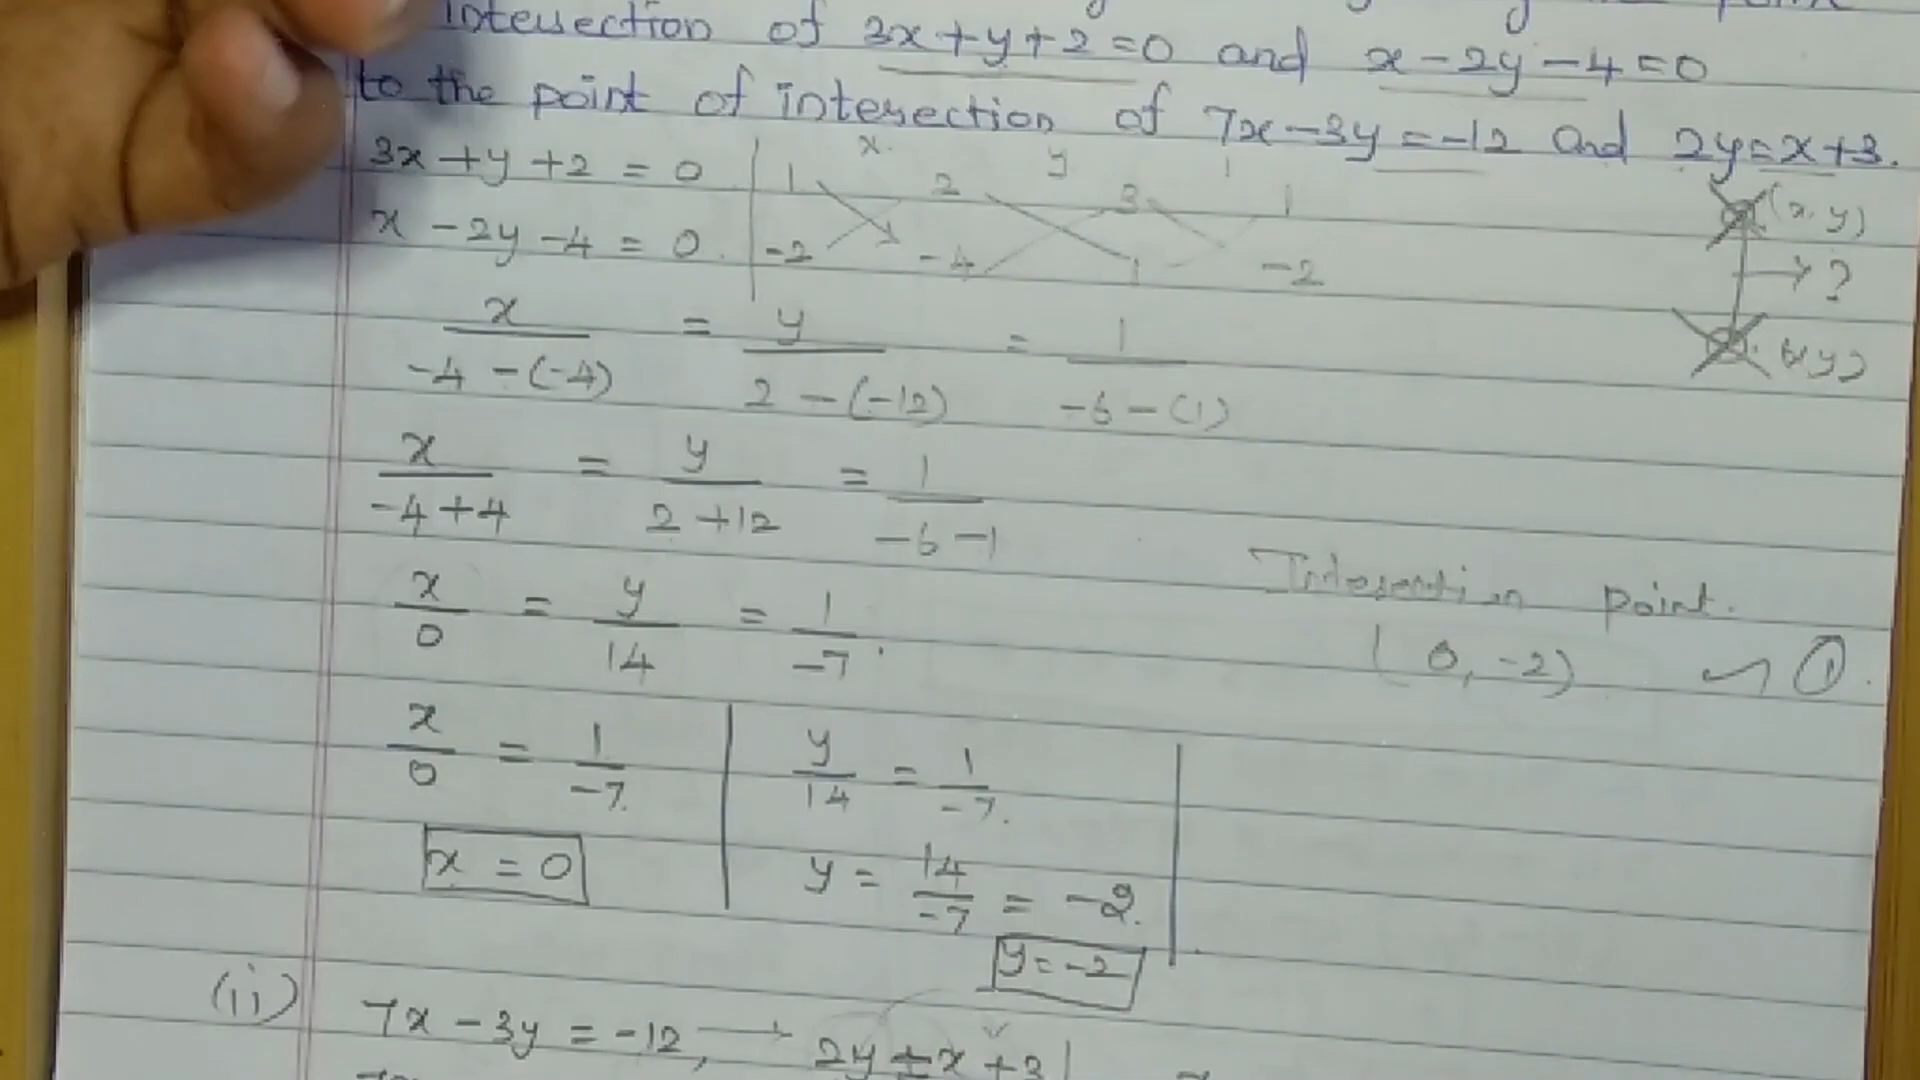 intersection of 3x+y+2=0 and x-2y-4=0
to the point of intersection of 7x-3y=-12 and 2y=x+3.
3x+y+2=0 | 1 x 2 y 3 1 1 (x,y)
x-2y-4=0. | -2 -4 1 -2 → ?
x/(-4-(-4)) = y/(2-(-12)) = 1/(-6-(1)) (x,y)
x/(-4+4) = y/(2+12) = 1/(-6-1)
x/0 = y/14 = 1/-7. Intersection point.
(0,-2) ①.
x/0 = 1/-7. | y/14 = 1/-7.
x=0 y=14/-7 = -2.
y=-2
(ii) 7x-3y=-12, → 2y=x+3